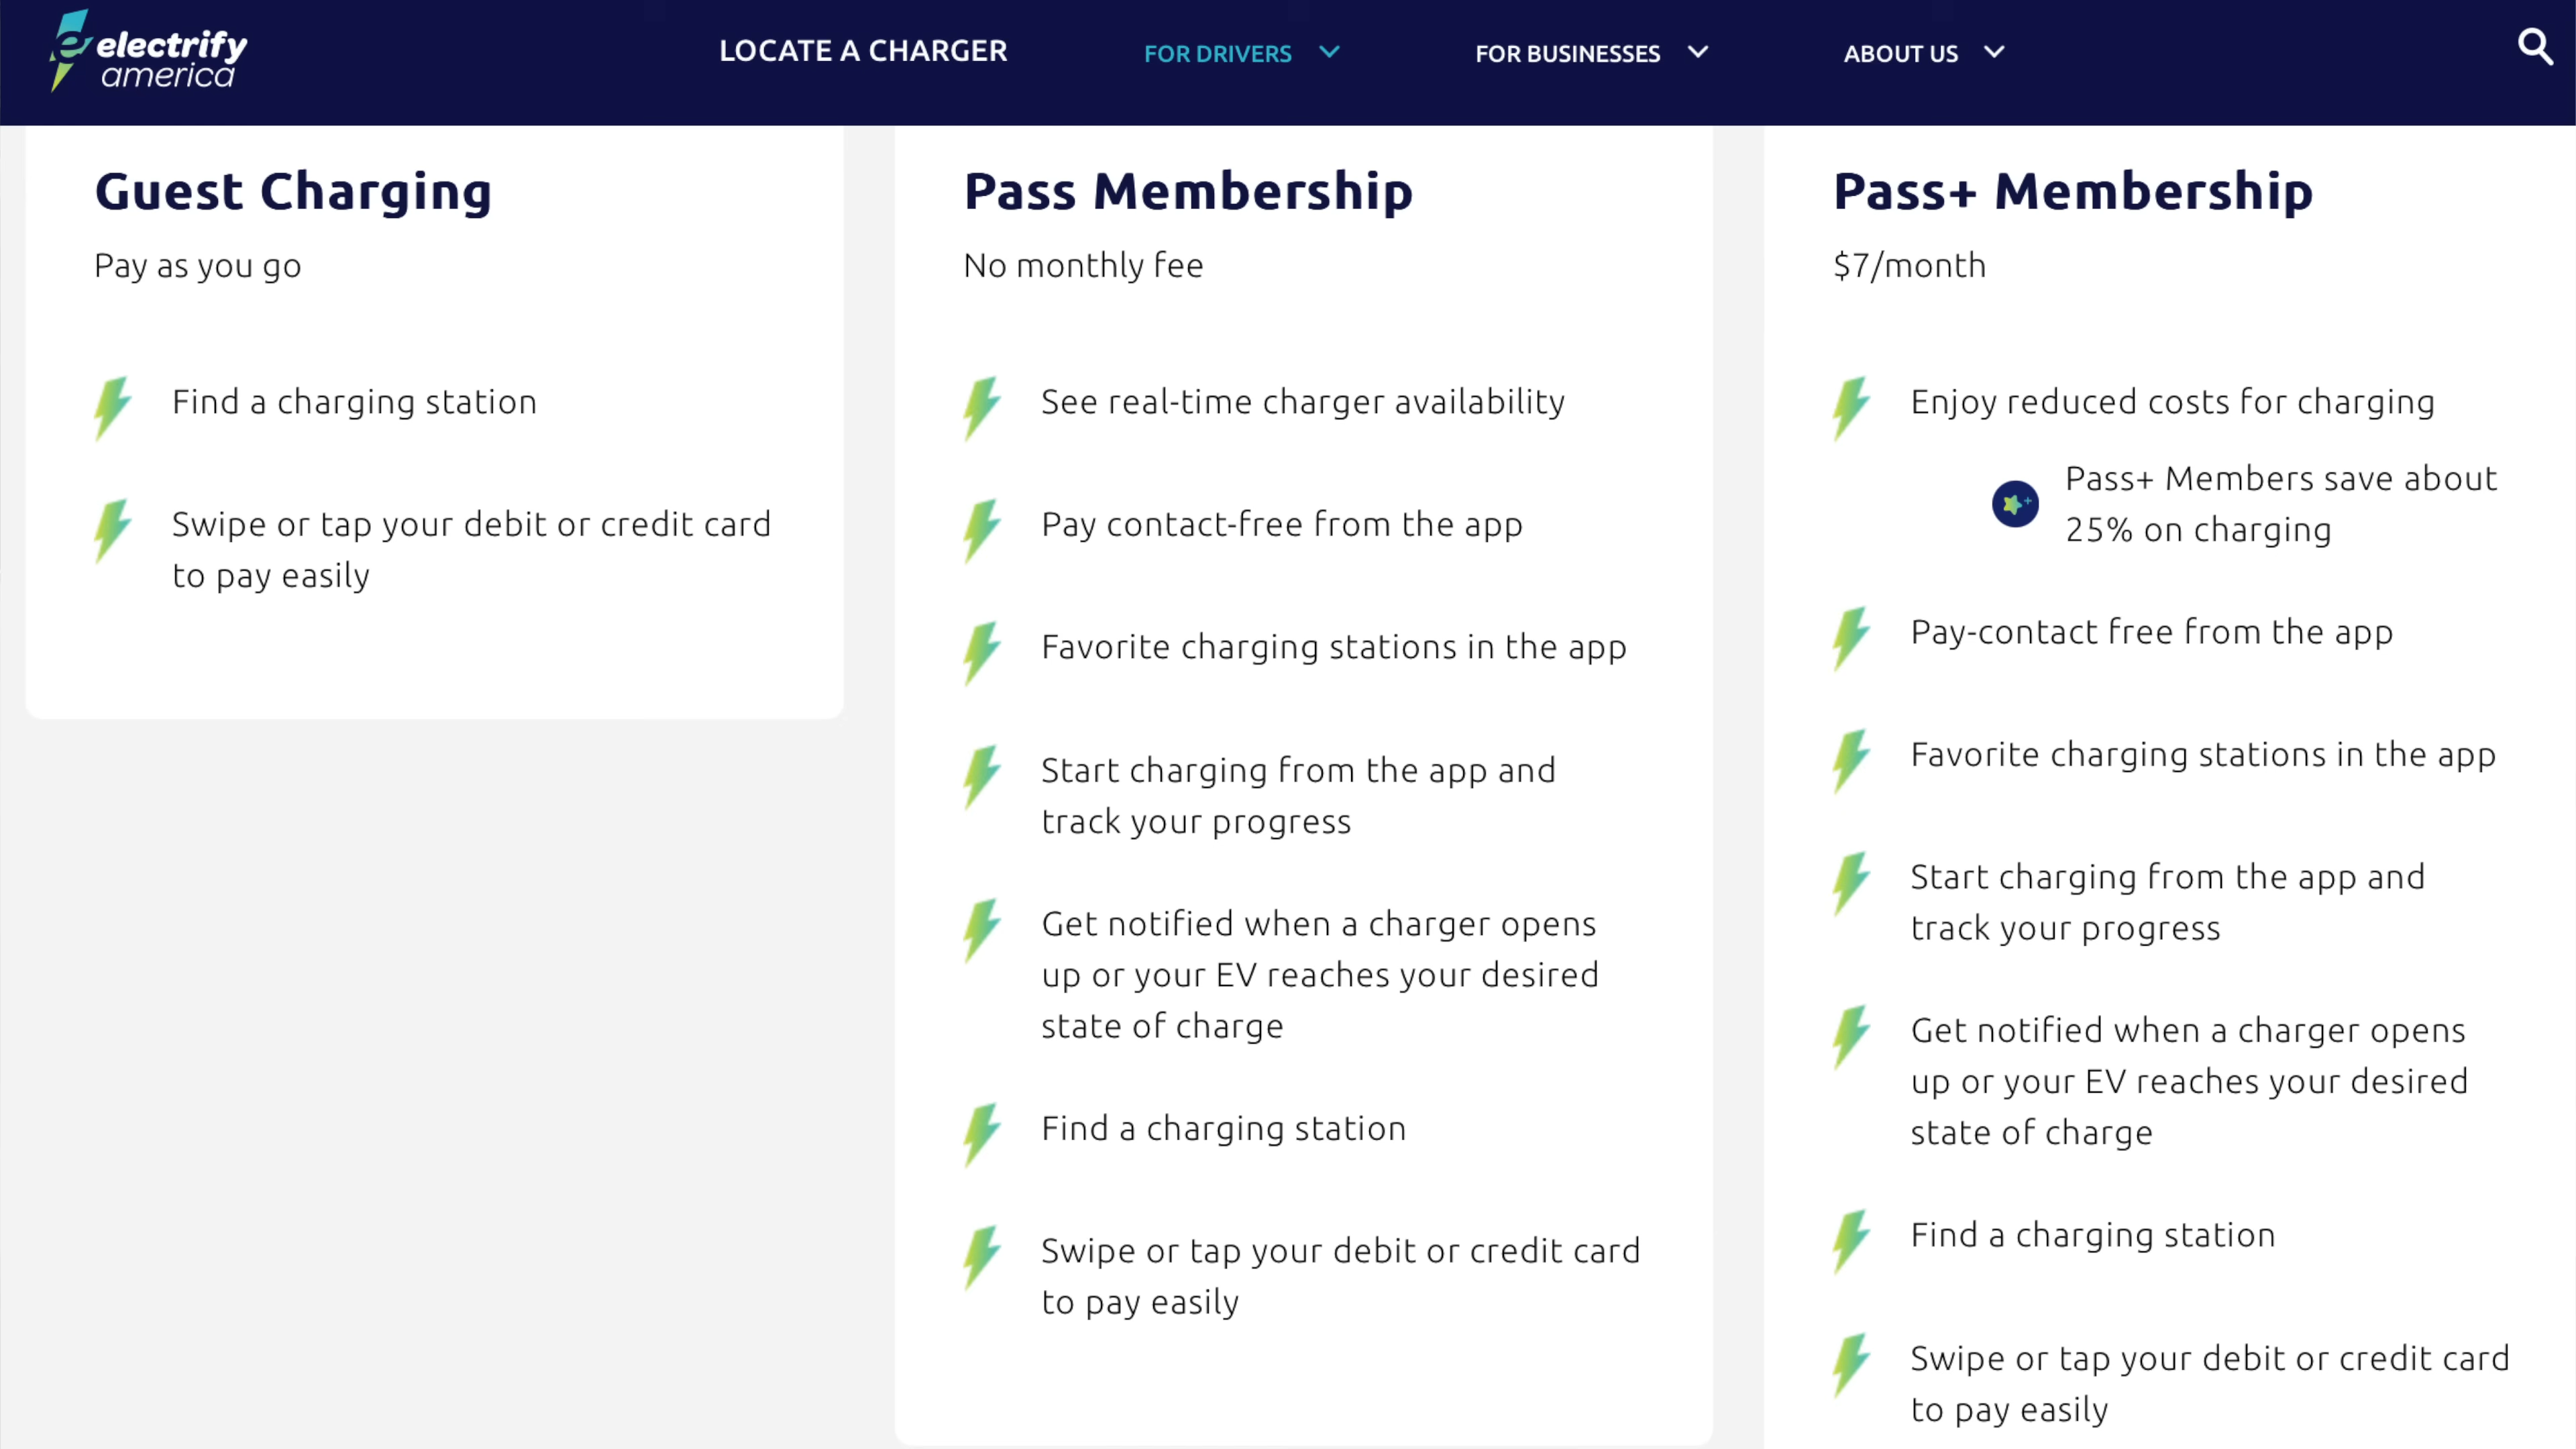 electrify
america
LOCATE A CHARGER
FOR DRIVERS
FOR BUSINESSES
ABOUT US
Guest Charging
Pay as you go
Find a charging station
Swipe or tap your debit or credit card
to pay easily
Pass Membership
No monthly fee
See real-time charger availability
Pay contact-free from the app
Favorite charging stations in the app
Start charging from the app and
track your progress
Get notified when a charger opens
up or your EV reaches your desired
state of charge
Find a charging station
Swipe or tap your debit or credit card
to pay easily
Pass+ Membership
$7/month
Enjoy reduced costs for charging
Pass+ Members save about
25% on charging
Pay-contact free from the app
Favorite charging stations in the app
Start charging from the app and
track your progress
Get notified when a charger opens
up or your EV reaches your desired
state of charge
Find a charging station
Swipe or tap your debit or credit card
to pay easily